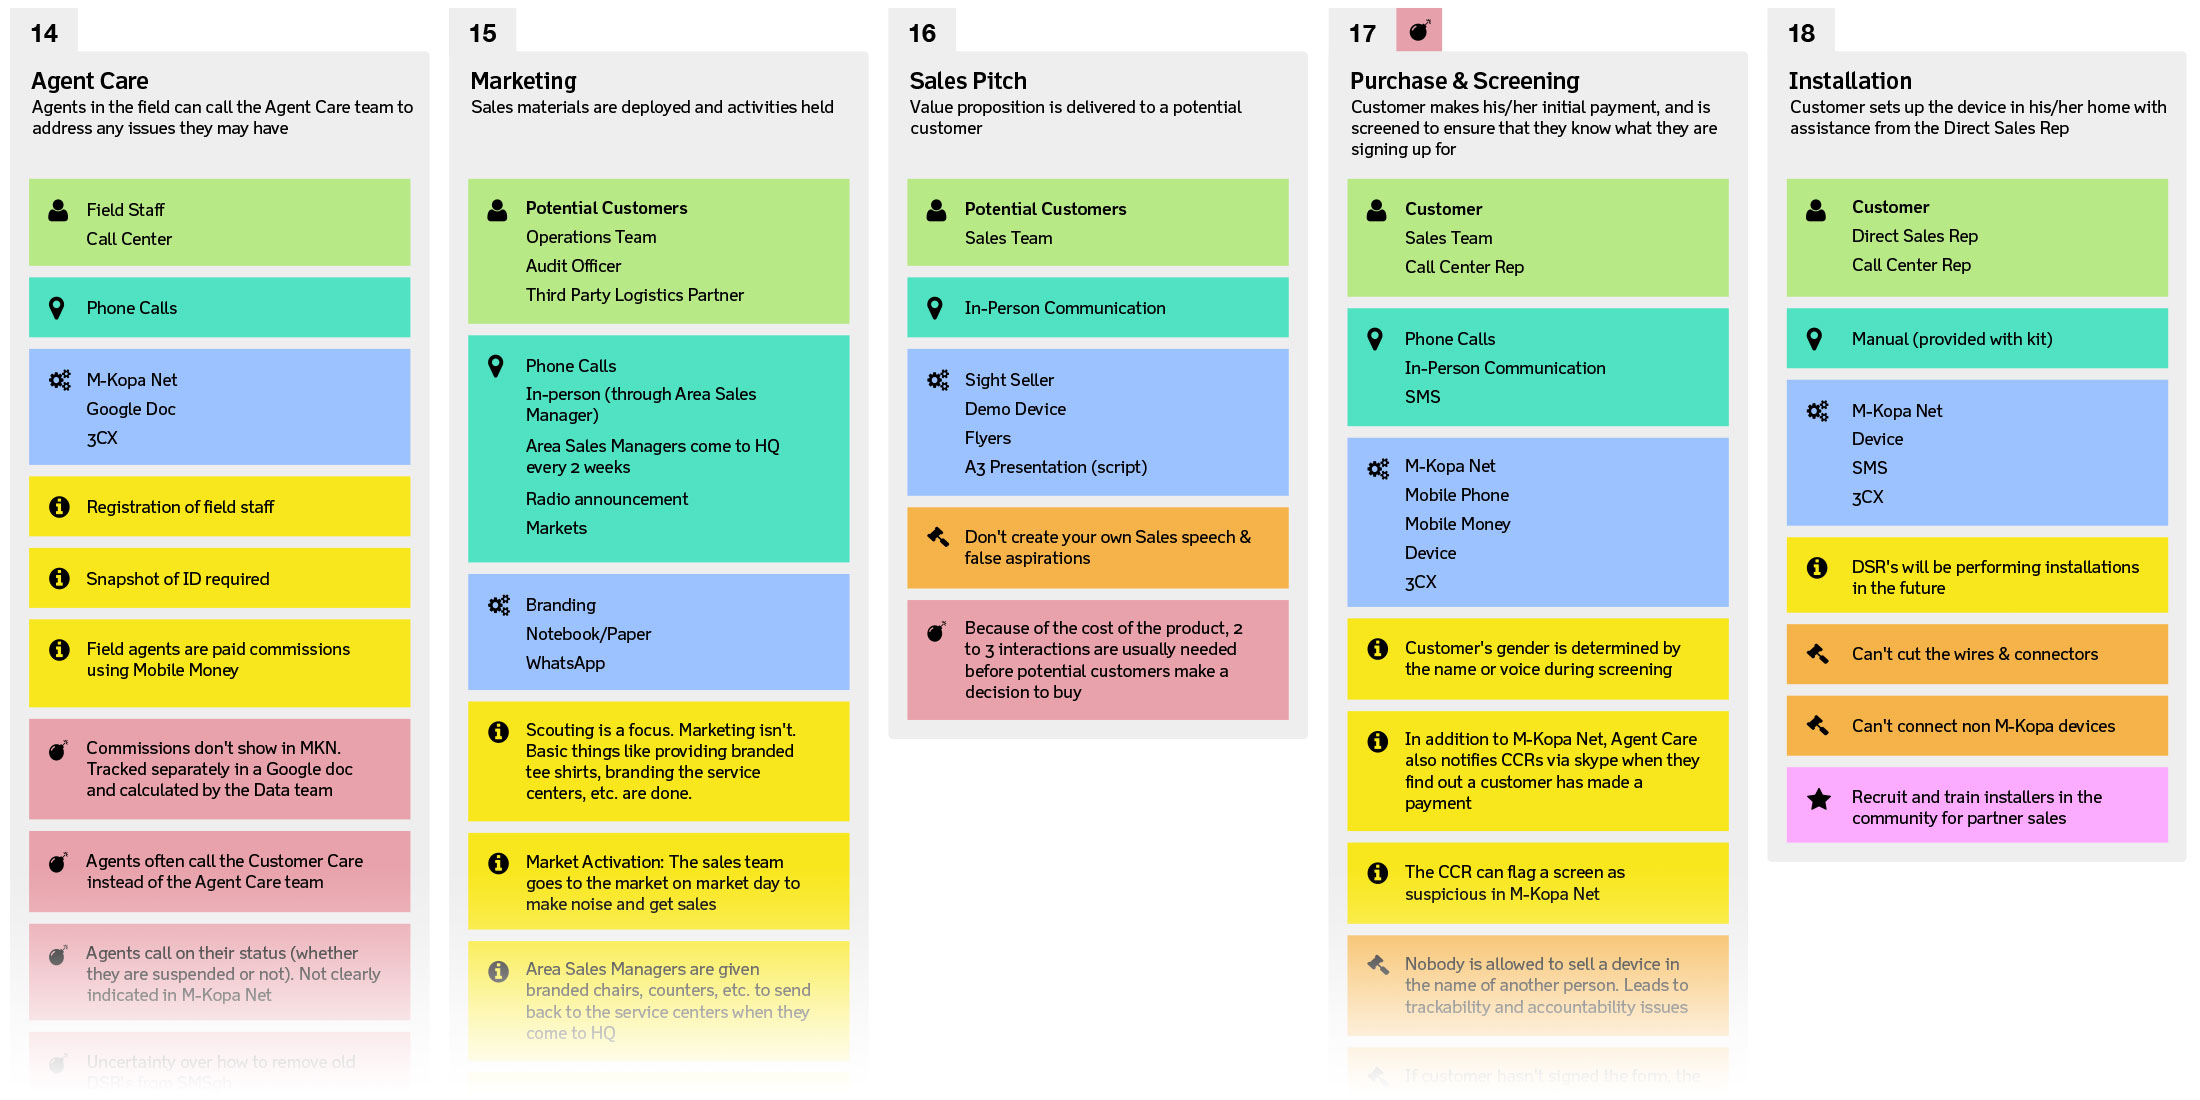 14
Agent Care
Agents in the field can call the Agent Care team to
address any issues they may have
Field Staff
Call Center
Phone Calls
M-Kopa Net
Google Doc
3CX
Registration of field staff
Snapshot of ID required
Field agents are paid commissions
using Mobile Money
Commissions don't show in MKN.
Tracked separately in a Google doc
and calculated by the Data team
Agents often call the Customer Care
instead of the Agent Care team
Agents call on their status (whether
they are suspended or not). Not clearly
indicated in M-Kopa Net
Uncertainty over how to remove old
DSR's from
15
Marketing
Sales materials are deployed and activities held
Potential Customers
Operations Team
Audit Officer
Third Party Logistics Partner
Phone Calls
In-person (through Area Sales
Manager)
Area Sales Managers come to HQ
every 2 weeks
Radio announcement
Markets
Branding
Notebook/Paper
WhatsApp
Scouting is a focus. Marketing isn't.
Basic things like providing branded
tee shirts, branding the service
centers, etc. are done.
Market Activation: The sales team
goes to the market on market day to
make noise and get sales
Area Sales Managers are given
branded chairs, counters, etc. to send
back to the service centers when they
come to HQ
16
Sales Pitch
Value proposition is delivered to a potential
customer
Potential Customers
Sales Team
In-Person Communication
Sight Seller
Demo Device
Flyers
A3 Presentation (script)
Don't create your own Sales speech &
false aspirations
Because of the cost of the product, 2
to 3 interactions are usually needed
before potential customers make a
decision to buy
17
Purchase & Screening
Customer makes his/her initial payment, and is
screened to ensure that they know what they are
signing up for
Customer
Sales Team
Call Center Rep
Phone Calls
In-Person Communication
SMS
M-Kopa Net
Mobile Phone
Mobile Money
Device
3CX
Customer's gender is determined by
the name or voice during screening
In addition to M-Kopa Net, Agent Care
also notifies CCRs via skype when they
find out a customer has made a
payment
The CCR can flag a screen as
suspicious in M-Kopa Net
Nobody is allowed to sell a device in
the name of another person. Leads to
trackability and accountability issues
If customer hasn't signed the form, the
18
Installation
Customer sets up the device in his/her home with
assistance from the Direct Sales Rep
Customer
Direct Sales Rep
Call Center Rep
Manual (provided with kit)
M-Kopa Net
Device
SMS
3CX
DSR's will be performing installations
in the future
Can't cut the wires & connectors
Can't connect non M-Kopa devices
Recruit and train installers in the
community for partner sales